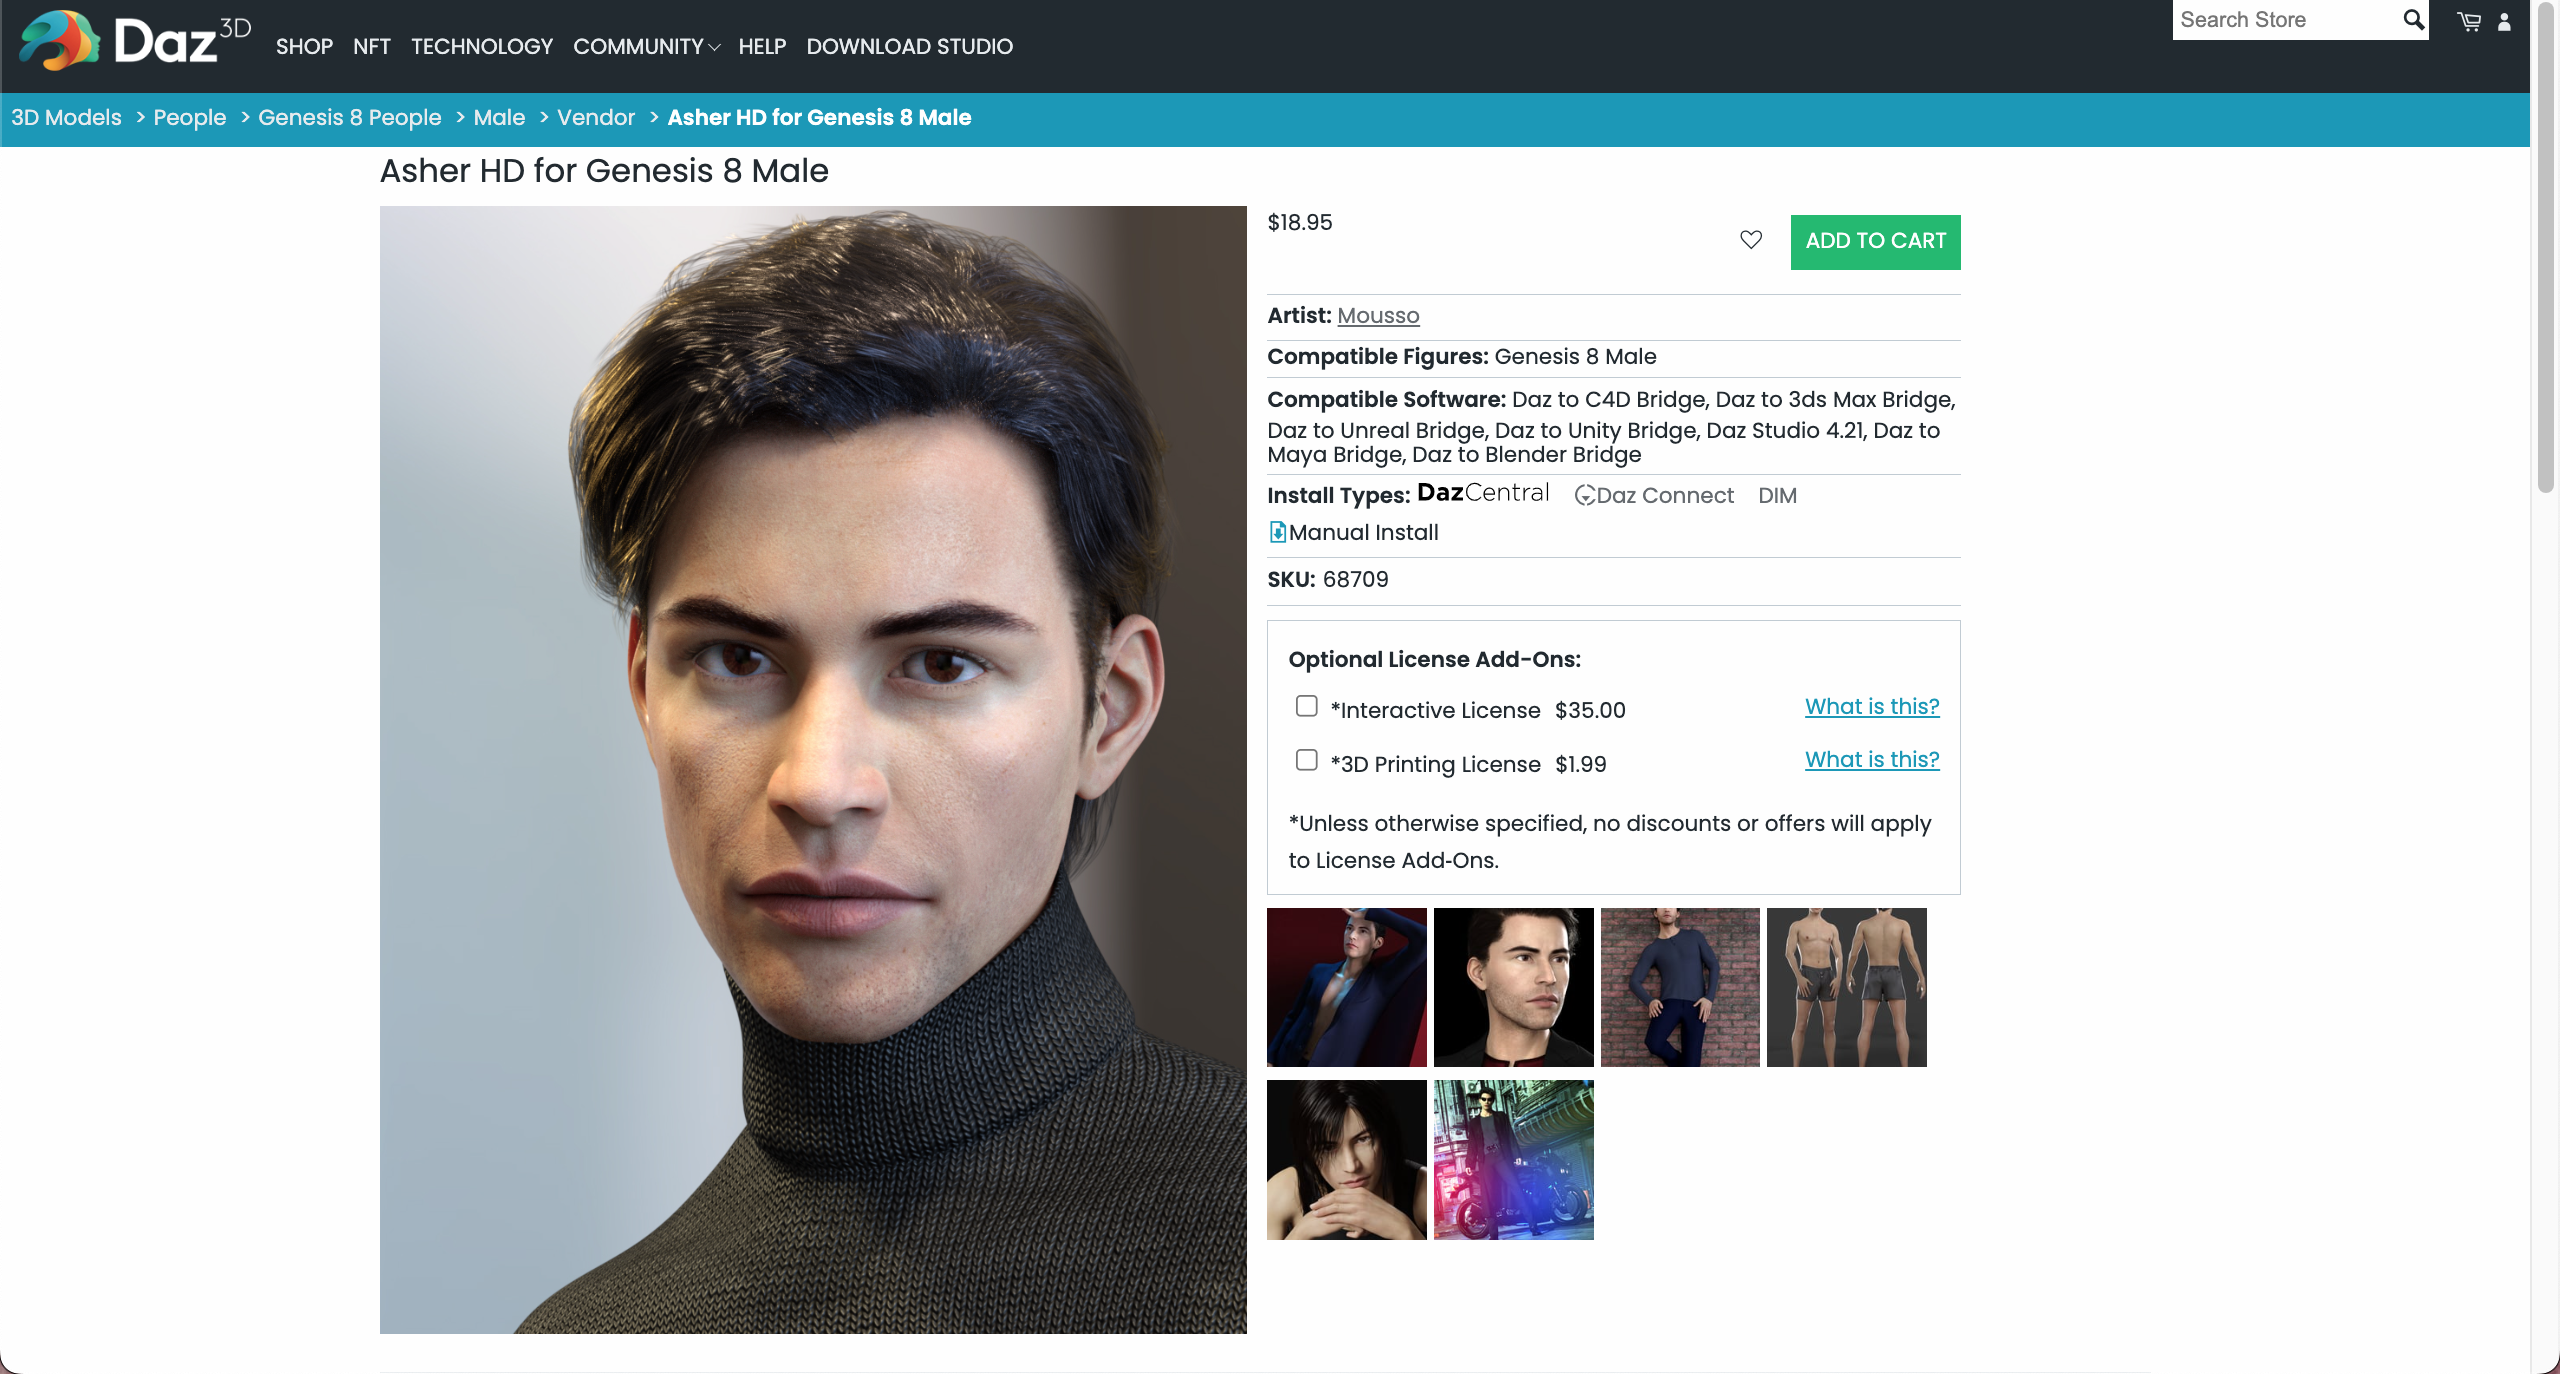 Daz 3D
SHOP NFT TECHNOLOGY COMMUNITY HELP DOWNLOAD STUDIO
Search Store
3D Models > People > Genesis 8 People > Male > Vendor > Asher HD for Genesis 8 Male
Asher HD for Genesis 8 Male
$18.95
ADD TO CART
Artist: Mousso
Compatible Figures: Genesis 8 Male
Compatible Software: Daz to C4D Bridge, Daz to 3ds Max Bridge,
Daz to Unreal Bridge, Daz to Unity Bridge, Daz Studio 4.21, Daz to
Maya Bridge, Daz to Blender Bridge
Install Types: DazCentral Daz Connect DIM
Manual Install
SKU: 68709
Optional License Add-Ons:
*Interactive License $35.00 What is this?
*3D Printing License $1.99 What is this?
*Unless otherwise specified, no discounts or offers will apply
to License Add-Ons.